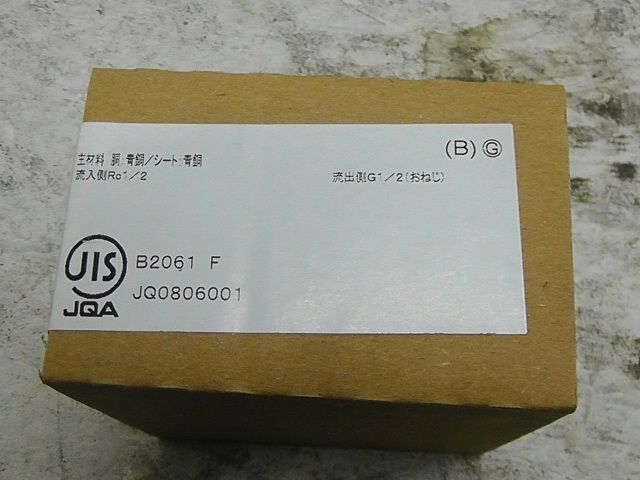 (B)Ⓖ
主材料 胴:青銅/シート:青銅
流入側Rc1/2 流出側G1/2(おねじ)
JIS B2061 F
JQA JQ0806001